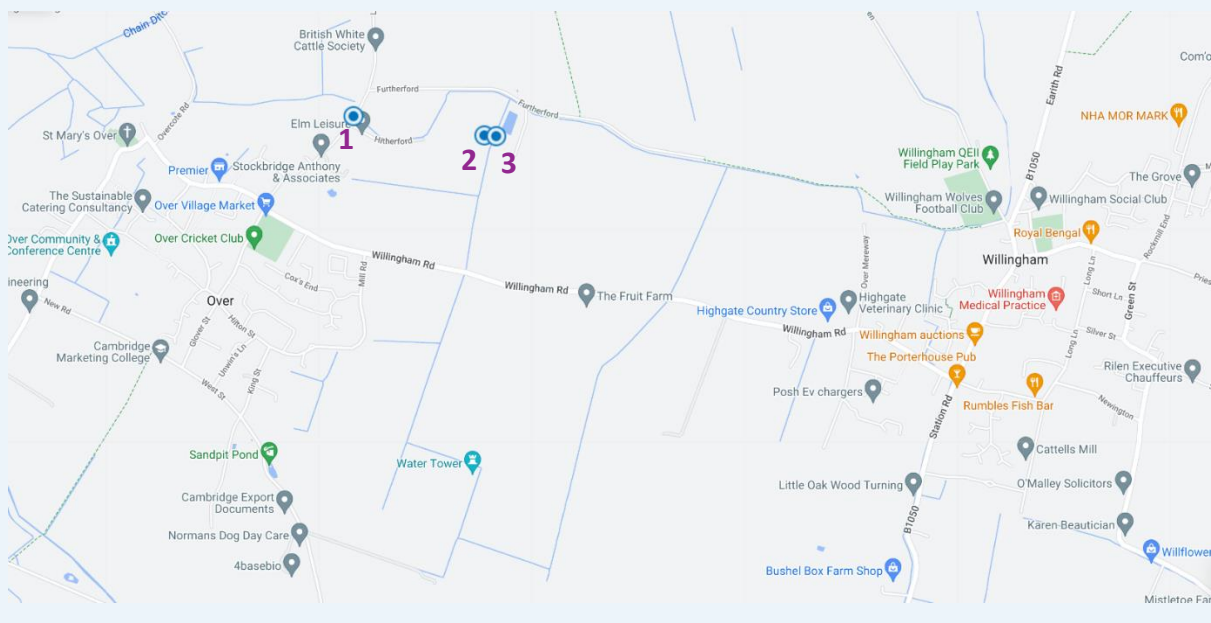 Chain Ditch
British White
Cattle Society
Earith Rd
Overcote Rd
Furtherford
Furtherford
NHA MOR MARK
St Mary's Over
Elm Leisure
Hitherford
1
2
3
B1050
Willingham QEII
Field Play Park
Stockbridge Anthony
& Associates
Premier
The Grove
The Sustainable
Catering Consultancy
Over Village Market
Willingham Wolves
Football Club
Willingham Social Club
Rockmill End
Over Community &
Conference Centre
Over Cricket Club
Willingham Rd
Mill Rd
Cox's End
Over Mereway
Royal Bengal
Long Ln
Willingham
New Rd
Over
Willingham Rd
The Fruit Farm
Highgate
Veterinary Clinic
Highgate Country Store
Willingham
Medical Practice
Short Ln
Green St
Glover St
Hilton St
Unwin's Ln
King St
Willingham Rd
Willingham auctions
Silver St
Long Ln
Cambridge
Marketing College
The Porterhouse Pub
West St
Posh Ev chargers
Station Rd
Rumbles Fish Bar
Newington
Rilen Executive
Chauffeurs
Sandpit Pond
Water Tower
Cattells Mill
Little Oak Wood Turning
O'Malley Solicitors
Cambridge Export
Documents
B1050
Karen-Beautician
Normans Dog Day Care
4basebio
Bushel Box Farm Shop
Willflower